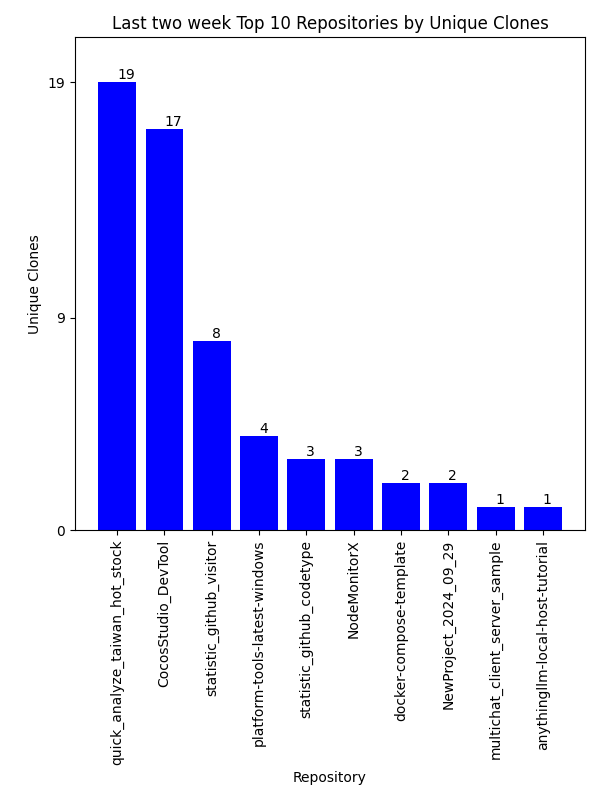 Last two week Top 10 Repositories by Unique Clones
19
17
8
4
3
3
2
2
1
1
19
9
0
Unique Clones
quick_analyze_taiwan_hot_stock
CocosStudio_DevTool
statistic_github_visitor
platform-tools-latest-windows
statistic_github_codetype
NodeMonitorX
docker-compose-template
NewProject_2024_09_29
multichat_client_server_sample
anythingllm-local-host-tutorial
Repository